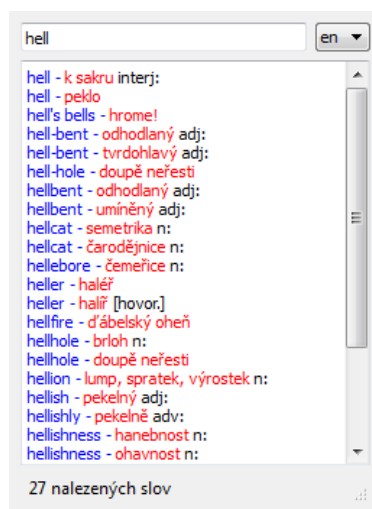 hell
en
hell - k sakru interj:
hell - peklo
hell's bells - hrome!
hell-bent - odhodlaný adj:
hell-bent - tvrdohlavý adj:
hell-hole - doupě neřesti
hellbent - odhodlaný adj:
hellbent - umíněný adj:
hellcat - semetrika n:
hellcat - čarodějnice n:
hellebore - čemeřice n:
heller - haléř
heller - halíř [hovor.]
hellfire - ďábelský oheň
hellhole - brloh n:
hellhole - doupě neřesti
hellion - lump, spratek, výrostek n:
hellish - pekelný adj:
hellishly - pekelně adv:
hellishness - hanebnost n:
hellishness - ohavnost n:
27 nalezených slov